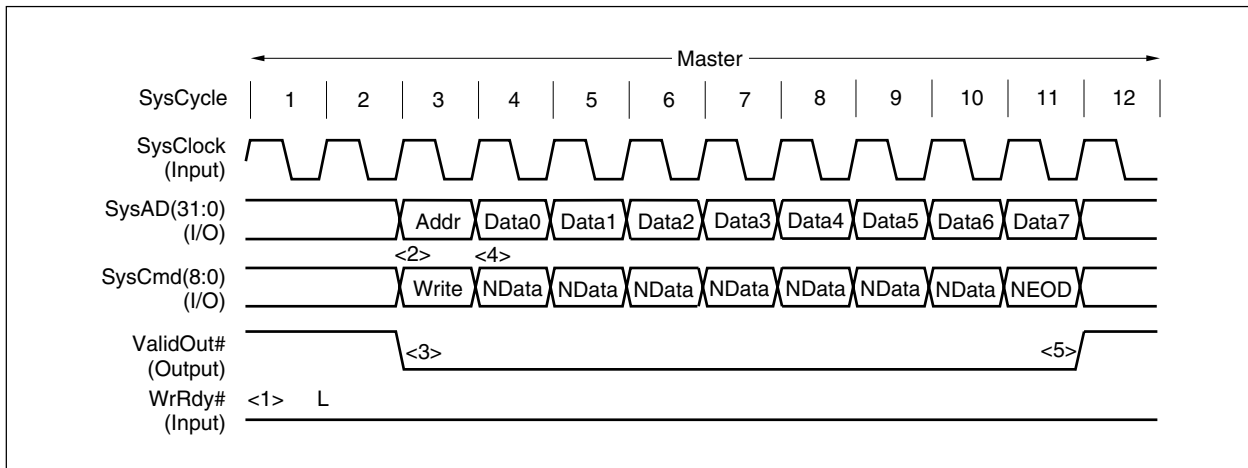 Master
SysCycle 1 2 3 4 5 6 7 8 9 10 11 12
SysClock
(Input)
SysAD(31:0) Addr Data0 Data1 Data2 Data3 Data4 Data5 Data6 Data7
(I/O)
<2> <4>
SysCmd(8:0) Write NData NData NData NData NData NData NData NEOD
(I/O)
ValidOut# <3> <5>
(Output)
WrRdy# <1> L
(Input)